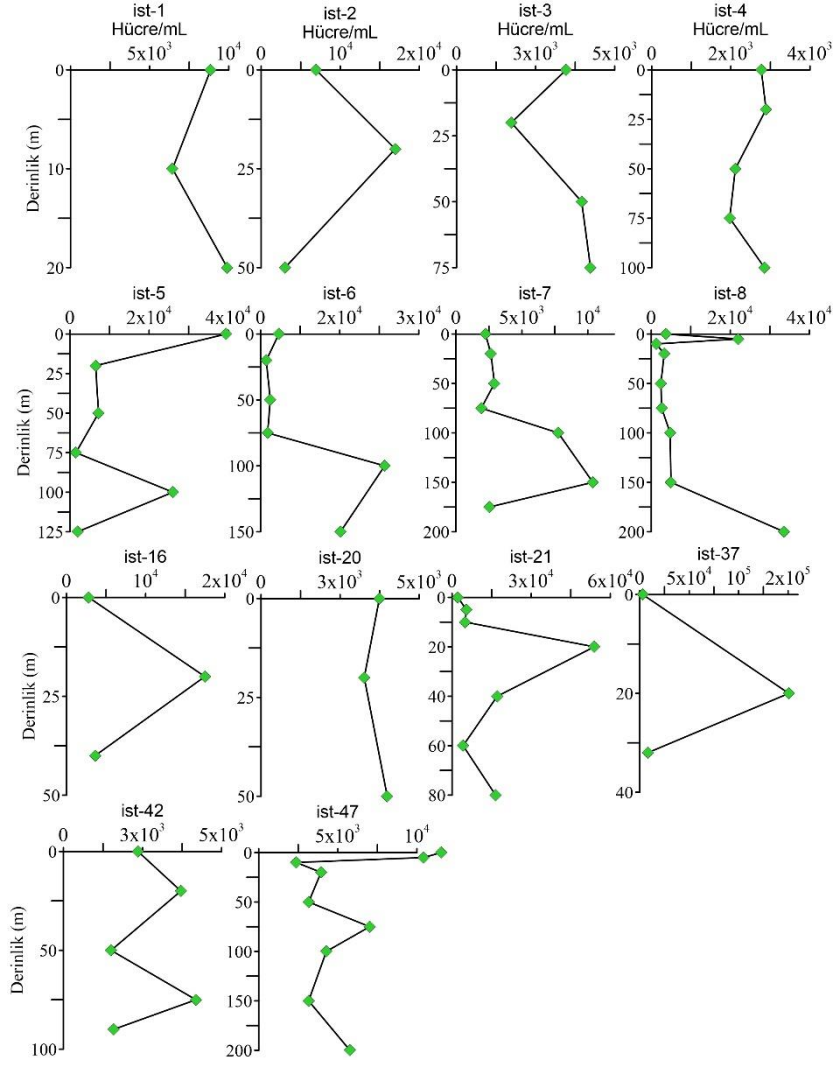 ist-1 ist-2 ist-3 ist-4
Hücre/mL Hücre/mL Hücre/mL Hücre/mL
0 5x10³ 10⁴ 0 10⁴ 2x10⁴ 0 3x10³ 5x10³ 0 2x10³ 4x10³
Derinlik (m)
0 10 20
0 25 50
0 25 50 75
0 25 50 75 100
ist-5 ist-6 ist-7 ist-8
0 2x10⁴ 4x10⁴ 0 2x10⁴ 3x10⁴ 0 5x10³ 10⁴ 0 2x10⁴ 4x10⁴
Derinlik (m)
0 25 50 75 100 125
0 50 100 150
0 50 100 150 200
0 50 100 150 200
ist-16 ist-20 ist-21 ist-37
0 10⁴ 2x10⁴ 0 3x10³ 5x10³ 0 3x10⁴ 6x10⁴ 0 5x10⁴ 10⁵ 2x10⁵
Derinlik (m)
0 25 50
0 25 50
0 20 40 60 80
0 20 40
ist-42 ist-47
0 3x10³ 5x10³ 0 5x10³ 10⁴
Derinlik (m)
0 50 100
0 50 100 150 200